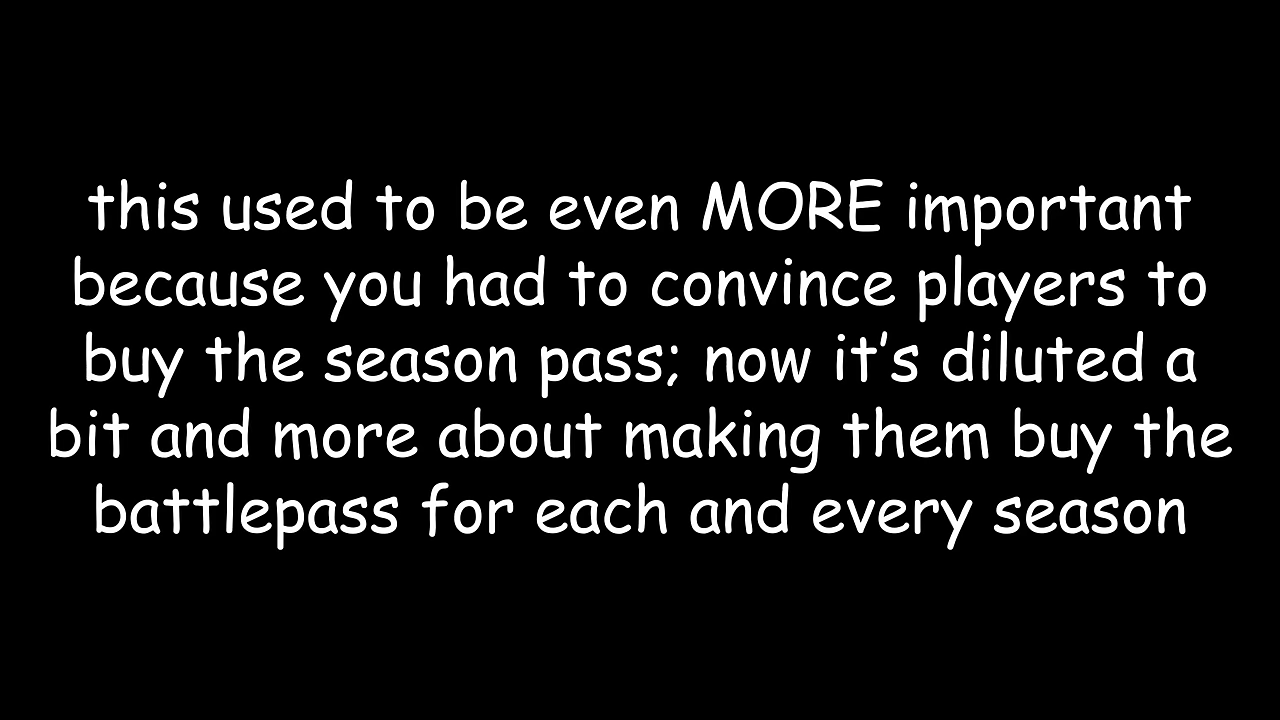 this used to be even MORE important
because you had to convince players to
buy the season pass; now it’s diluted a
bit and more about making them buy the
battlepass for each and every season